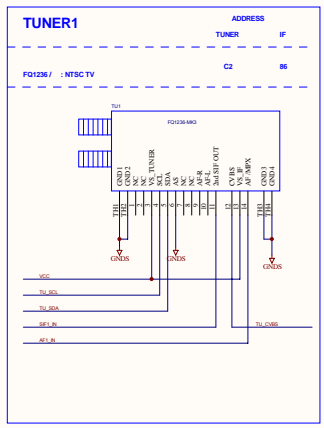 TUNER1
ADDRESS
TUNER IF
C2 86
FQ1236 / : NTSC TV
TU1
FQ1236-MK3
GND1
GND2
NC
NC
VS_TUNER
SCL
SDA
AS
NC
NC
AF-R
AF-L
2nd SIF OUT
CVBS
VS_IF
AF /MPX
GND3
GND4
TH1
TH2
1
2
3
4
5
6
7
8
9
10
11
12
13
14
TH3
TH4
GNDS
GNDS
GNDS
VCC
TU_SCL
TU_SDA
SIF1_IN
TU_CVBS
AF1_IN